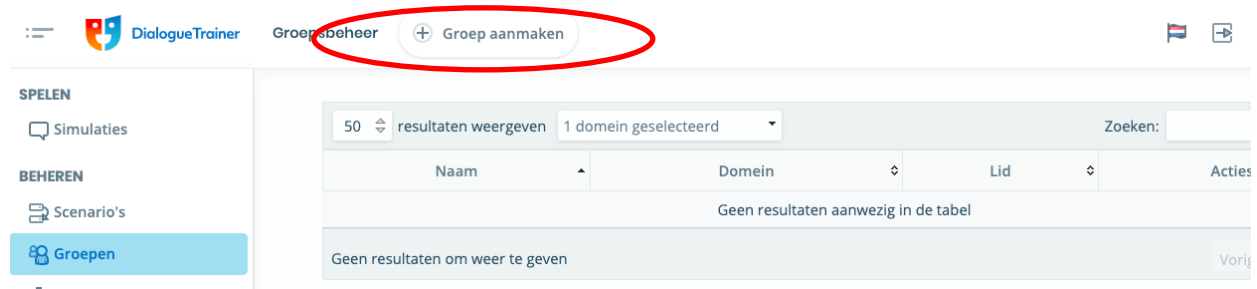 DialogueTrainer Groepsbeheer Groep aanmaken
SPELEN
Simulaties
BEHEREN
Scenario's
Groepen
50 resultaten weergeven 1 domein geselecteerd Zoeken:
Naam Domein Lid Acties
Geen resultaten aanwezig in de tabel
Geen resultaten om weer te geven